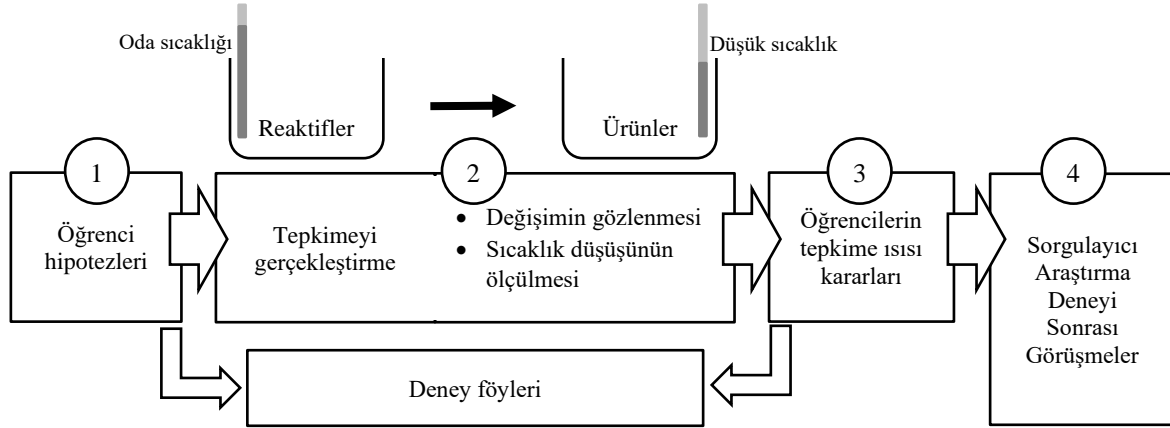 Oda sıcaklığı
Düşük sıcaklık
Reaktifler
Ürünler
1
2
3
4
Öğrenci
hipotezleri
Tepkimeyi
gerçekleştirme
• Değişimin gözlenmesi
• Sıcaklık düşüşünün
ölçülmesi
Öğrencilerin
tepkime ısısı
kararları
Sorgulayıcı
Araştırma
Deneyi
Sonrası
Görüşmeler
Deney föyleri